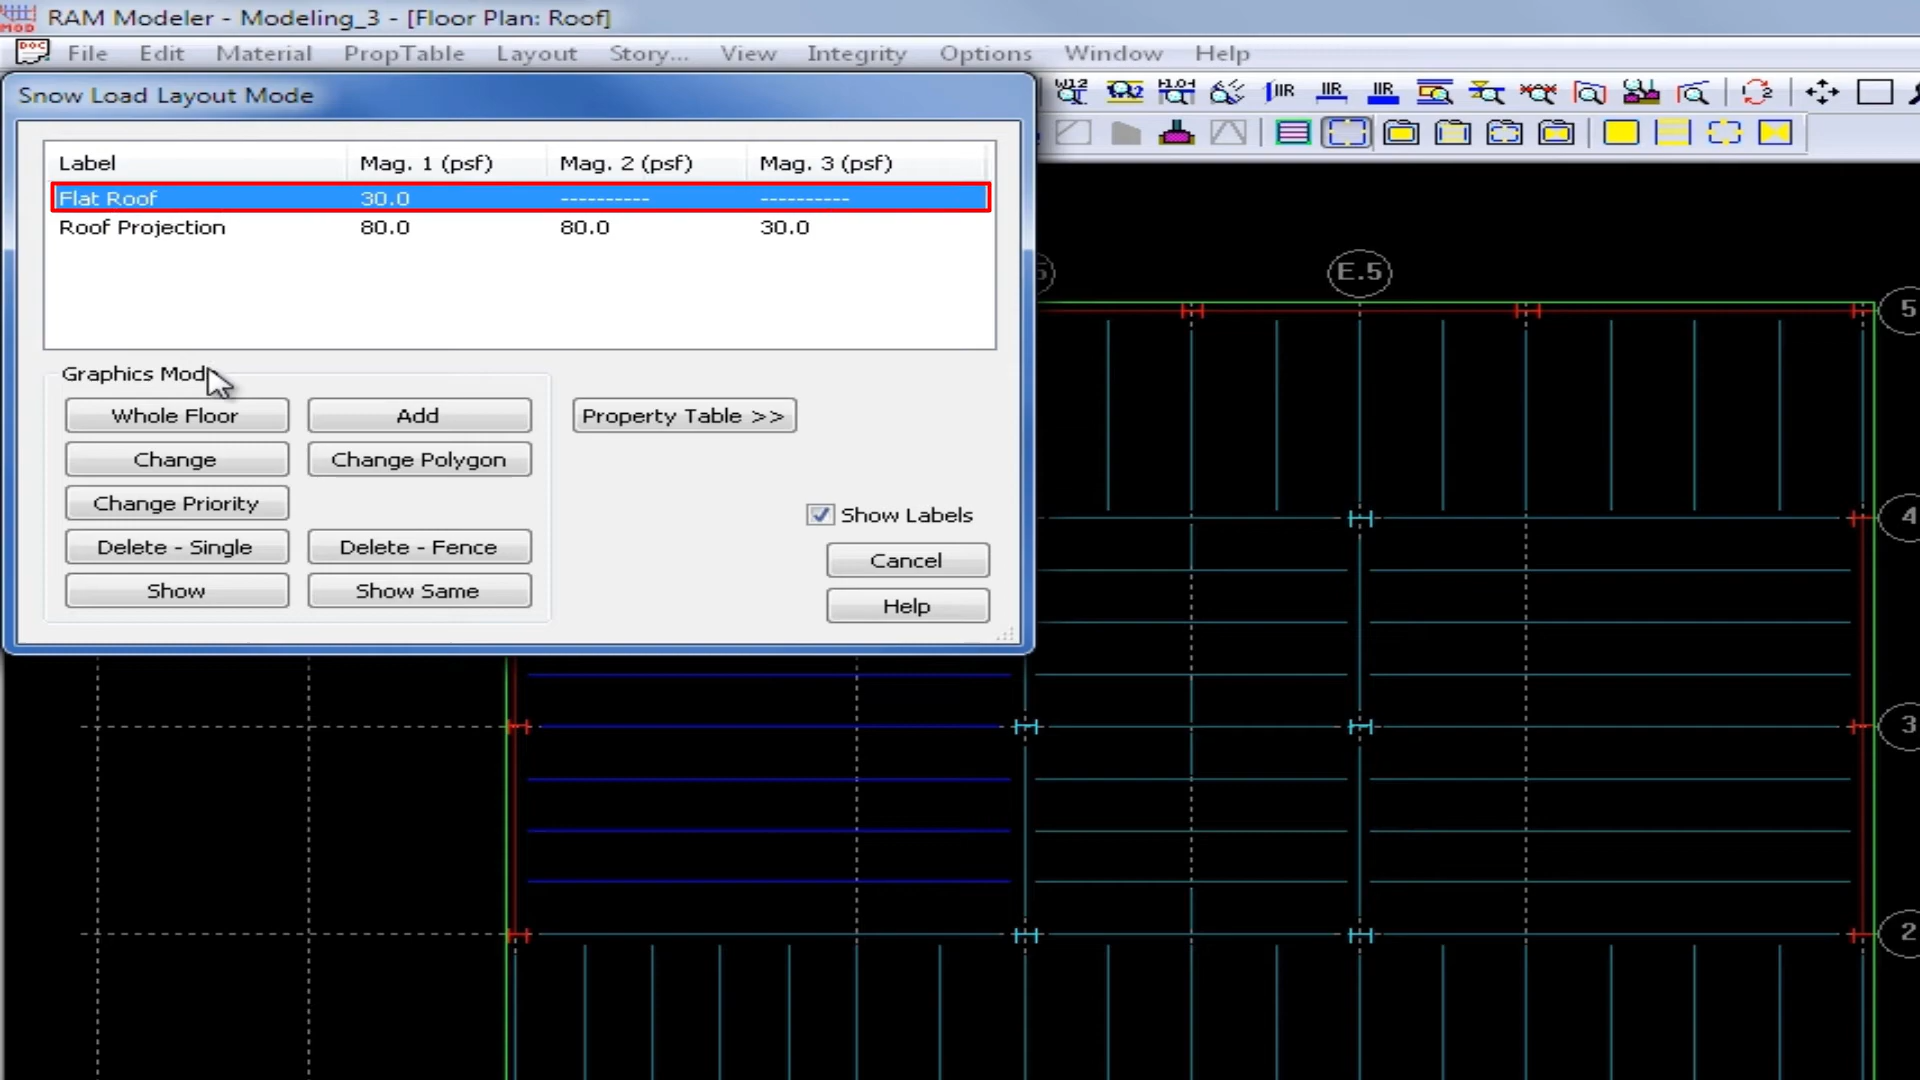 RAM Modeler - Modeling_3 - [Floor Plan: Roof]
File Edit Material PropTable Layout Story... View Integrity Options Window Help
Snow Load Layout Mode
Label Mag. 1 (psf) Mag. 2 (psf) Mag. 3 (psf)
Flat Roof 30.0 ---------- ----------
Roof Projection 80.0 80.0 30.0
Graphics Mod
Whole Floor Add Property Table >>
Change Change Polygon
Change Priority
Show Labels
Delete - Single Delete - Fence
Cancel
Show Show Same
Help
E.5
5
4
3
2